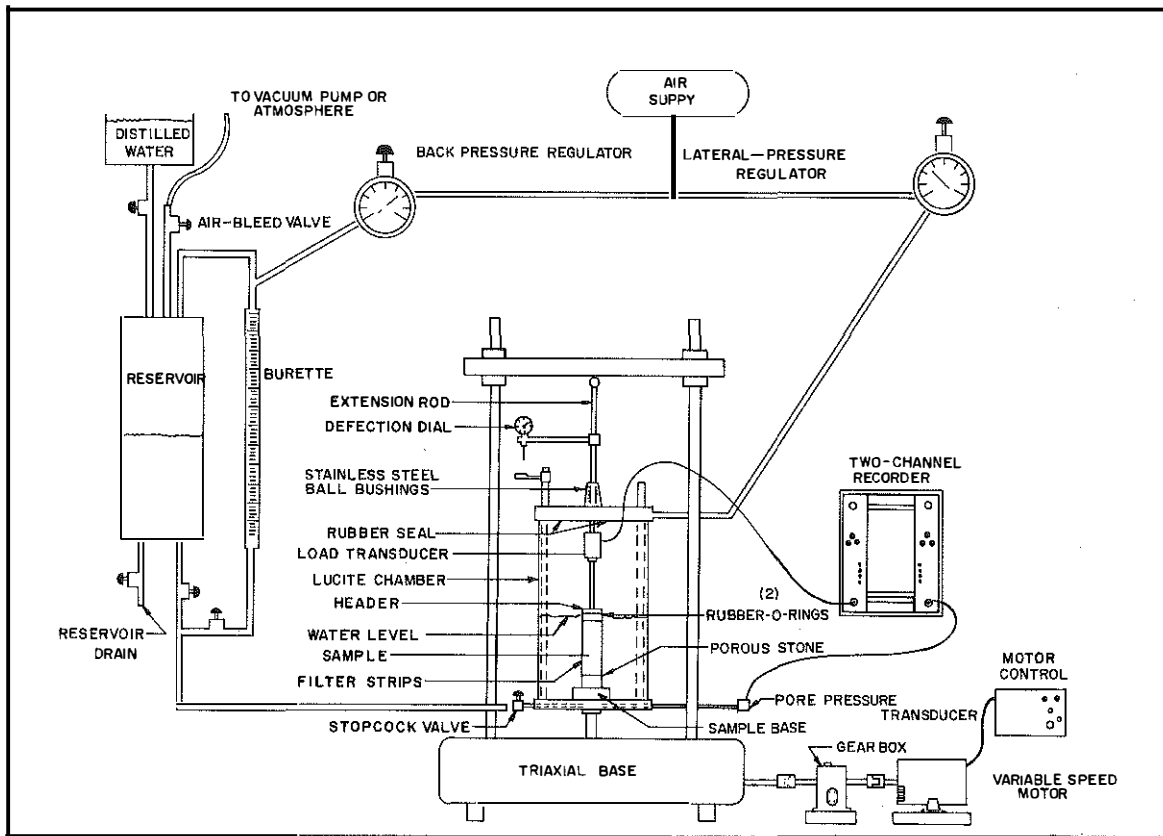 AIR
SUPPY
TO VACUUM PUMP OR
ATMOSPHERE
DISTILLED
WATER
BACK PRESSURE REGULATOR
LATERAL-PRESSURE
REGULATOR
AIR-BLEED VALVE
RESERVOIR
BURETTE
EXTENSION ROD
DEFECTION DIAL
STAINLESS STEEL
BALL BUSHINGS
TWO-CHANNEL
RECORDER
RUBBER SEAL
LOAD TRANSDUCER
LUCITE CHAMBER
HEADER
(2)
RUBBER-O-RINGS
WATER LEVEL
SAMPLE
POROUS STONE
FILTER STRIPS
RESERVOIR
DRAIN
STOPCOCK VALVE
SAMPLE BASE
PORE PRESSURE
TRANSDUCER
MOTOR
CONTROL
GEAR BOX
TRIAXIAL BASE
VARIABLE SPEED
MOTOR